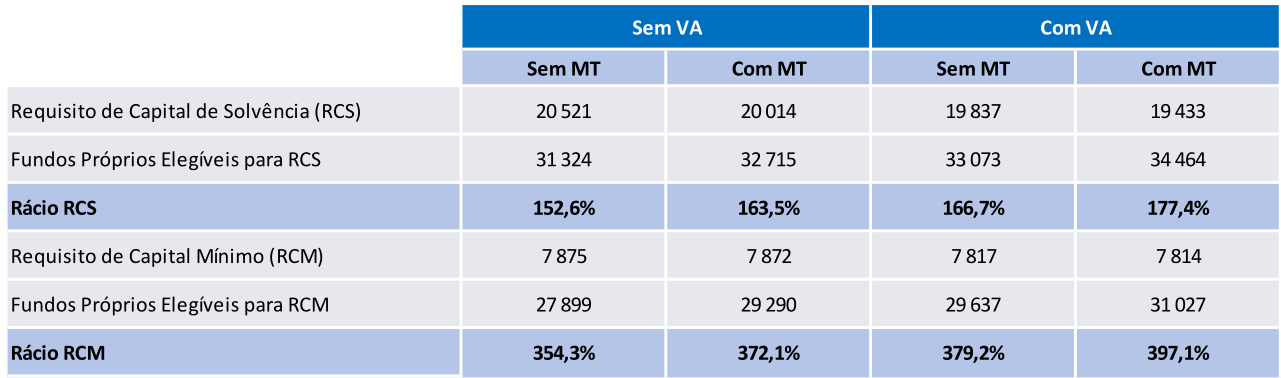 Sem VA Com VA
Sem MT Com MT Sem MT Com MT
Requisito de Capital de Solvência (RCS) 20 521 20 014 19 837 19 433
Fundos Próprios Elegíveis para RCS 31 324 32 715 33 073 34 464
Rácio RCS 152,6% 163,5% 166,7% 177,4%
Requisito de Capital Mínimo (RCM) 7 875 7 872 7 817 7 814
Fundos Próprios Elegíveis para RCM 27 899 29 290 29 637 31 027
Rácio RCM 354,3% 372,1% 379,2% 397,1%